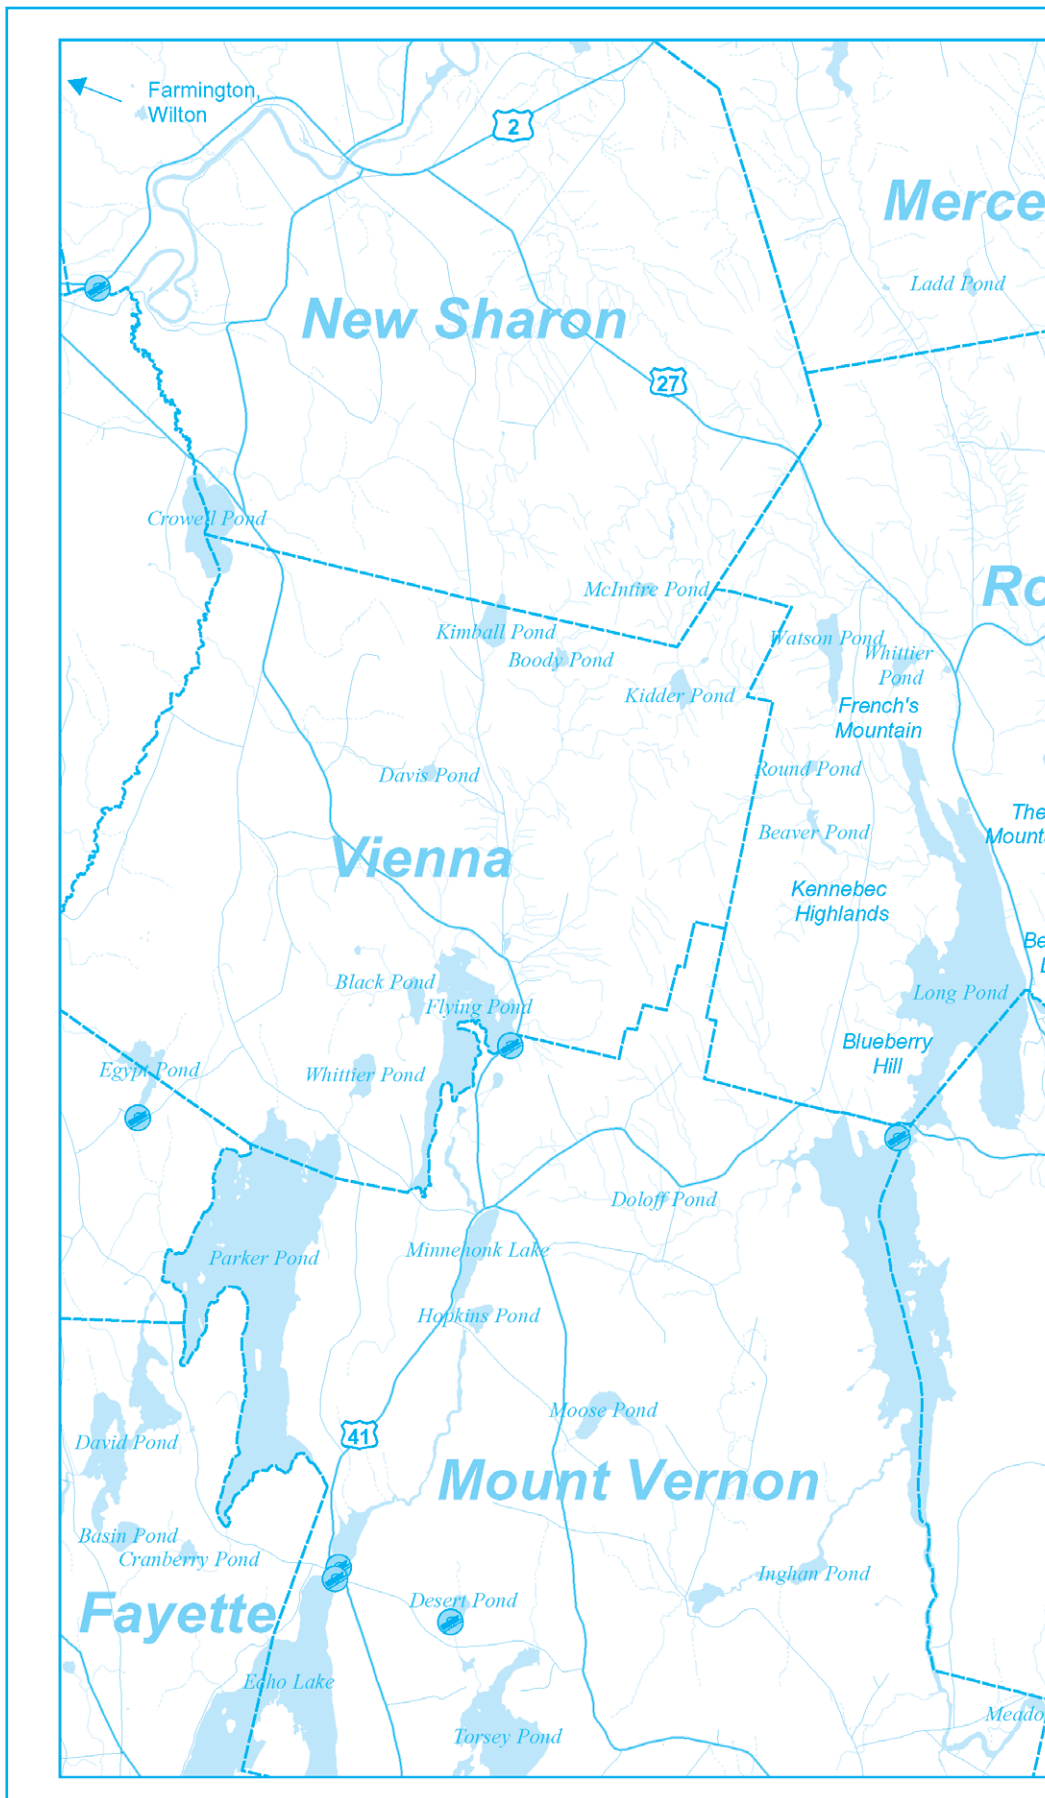 Farmington,
Wilton
2
Merce
Ladd Pond
New Sharon
27
Crowell Pond
McIntire Pond
Ro
Kimball Pond
Watson Pond
Boody Pond
Whittier
Pond
Kidder Pond
French's
Mountain
Davis Pond
Round Pond
The
Mount
Beaver Pond
Vienna
Kennebec
Highlands
Be
Black Pond
Long Pond
Flying Pond
Blueberry
Hill
Egypt Pond
Whittier Pond
Doloff Pond
Minnehonk Lake
Parker Pond
Hopkins Pond
Moose Pond
41
David Pond
Mount Vernon
Basin Pond
Cranberry Pond
Inghan Pond
Desert Pond
Fayette
Echo Lake
Meado
Torsey Pond